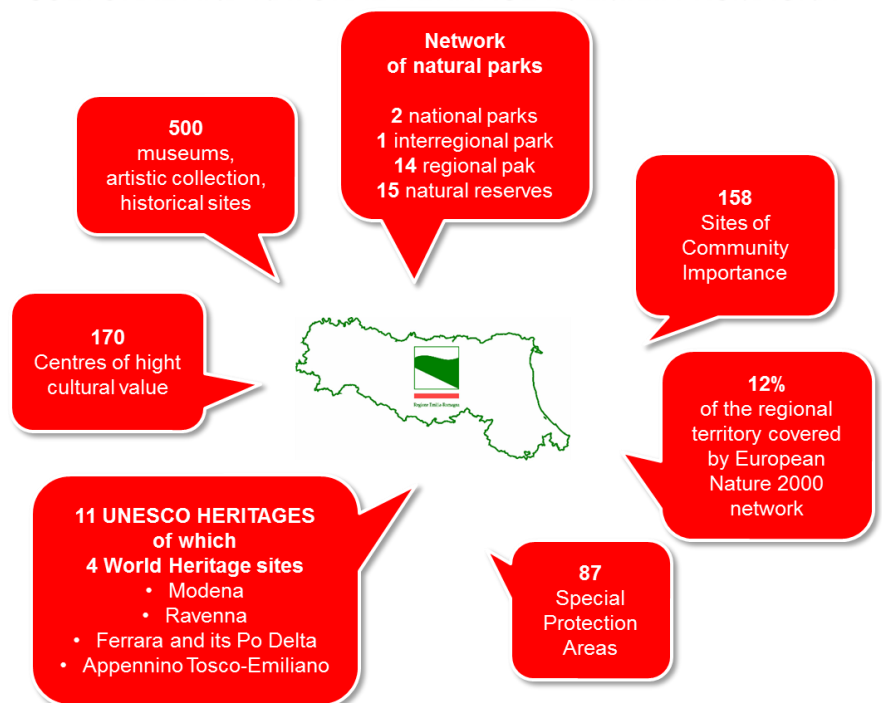 Network
of natural parks
2 national parks
1 interregional park
14 regional pak
15 natural reserves
500
museums,
artistic collection,
historical sites
158
Sites of
Community
Importance
170
Centres of hight
cultural value
Regione Emilia-Romagna
12%
of the regional
territory covered
by European
Nature 2000
network
11 UNESCO HERITAGES
of which
4 World Heritage sites
• Modena
• Ravenna
• Ferrara and its Po Delta
• Appennino Tosco-Emiliano
87
Special
Protection
Areas